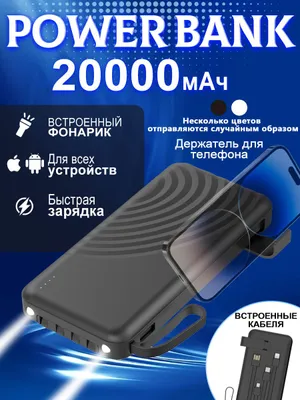 POWER BANK
20000мАч
ВСТРОЕННЫЙ
ФОНАРИК
Несколько цветов
отправляются случайным образом
Держатель для
телефона
Для всех
устройств
Быстрая
зарядка
ВСТРОЕННЫЕ
КАБЕЛЯ